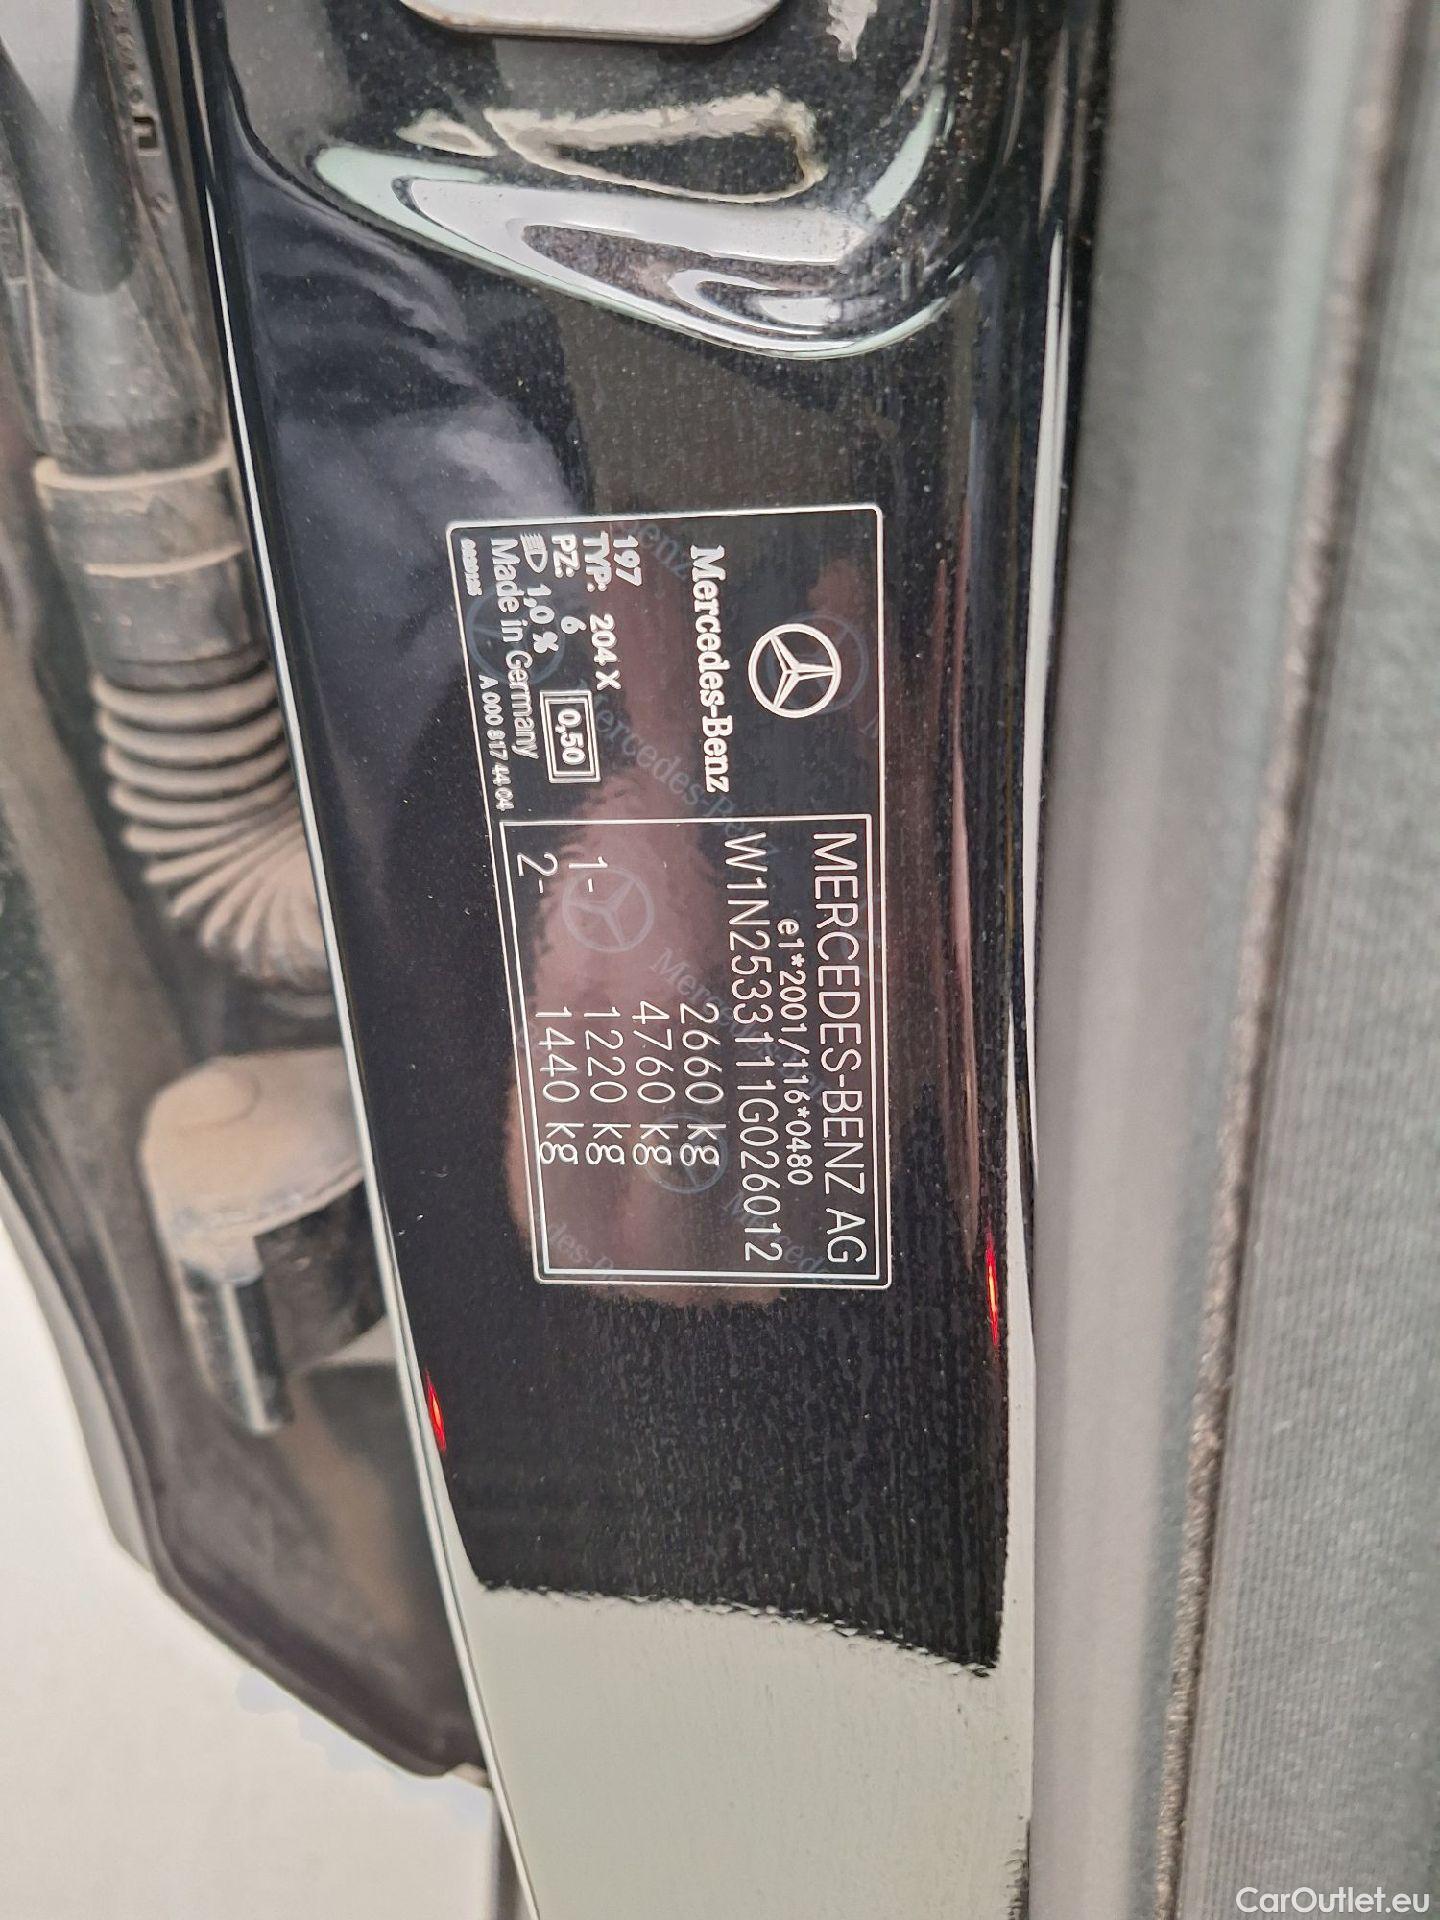 Mercedes-Benz
197
TYP: 204 X
PZ: 6
1,0 %
0,50
Made in Germany
A 000 817 44 04
MERCEDES-BENZ AG
e1*2001/116*0480
W1N2533111G026012
2660 kg
4760 kg
1- 1220 kg
2- 1440 kg
CarOutlet.eu